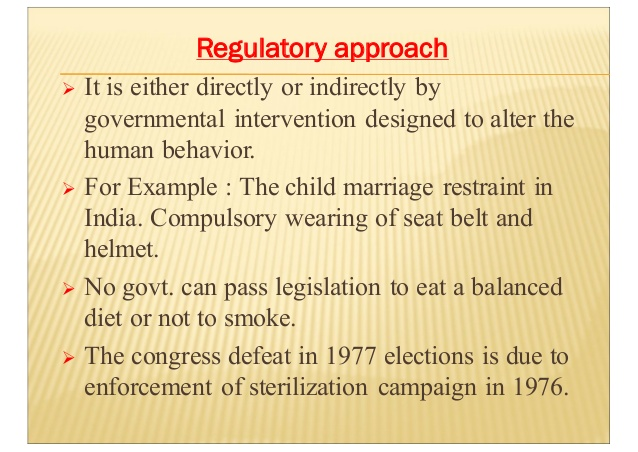 Regulatory approach
It is either directly or indirectly by
governmental intervention designed to alter the
human behavior.
For Example : The child marriage restraint in
India. Compulsory wearing of seat belt and
helmet.
No govt. can pass legislation to eat a balanced
diet or not to smoke.
The congress defeat in 1977 elections is due to
enforcement of sterilization campaign in 1976.